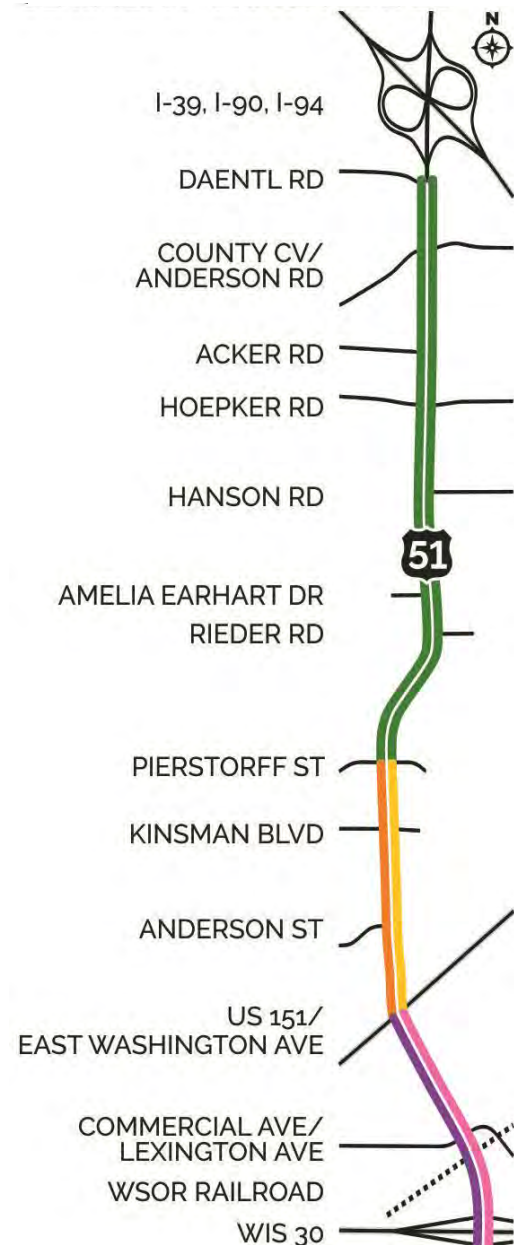 N
I-39, I-90, I-94
DAENTL RD
COUNTY CV/
ANDERSON RD
ACKER RD
HOEPKER RD
HANSON RD
51
AMELIA EARHART DR
RIEDER RD
PIERSTORFF ST
KINSMAN BLVD
ANDERSON ST
US 151/
EAST WASHINGTON AVE
COMMERCIAL AVE/
LEXINGTON AVE
WSOR RAILROAD
WIS 30